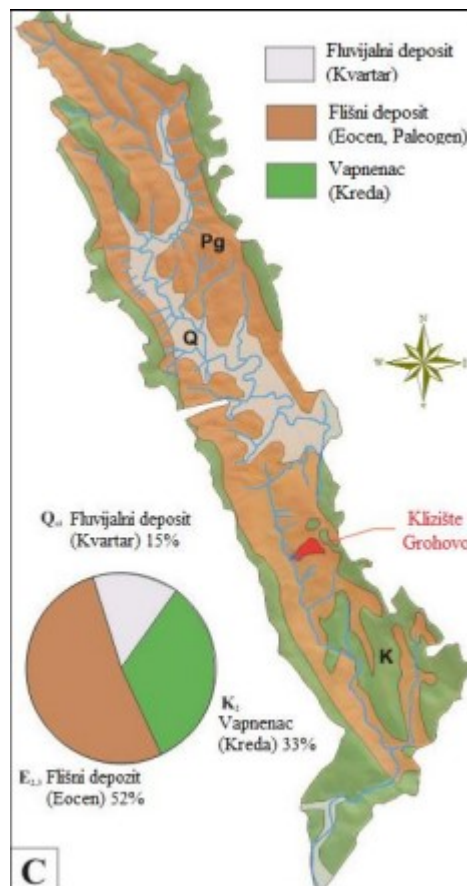 Fluvijalni deposit
(Kvartar)
Flišni deposit
(Eocen, Paleogen)
Vapnenac
(Kreda)
Pg
Q
N
W
E
S
Klizište
Grohovo
K
Fluvijalni deposit
(Kvartar) 15%
K₁
Vapnenac
(Kreda) 33%
Flišni depozit
(Eocen) 52%
C